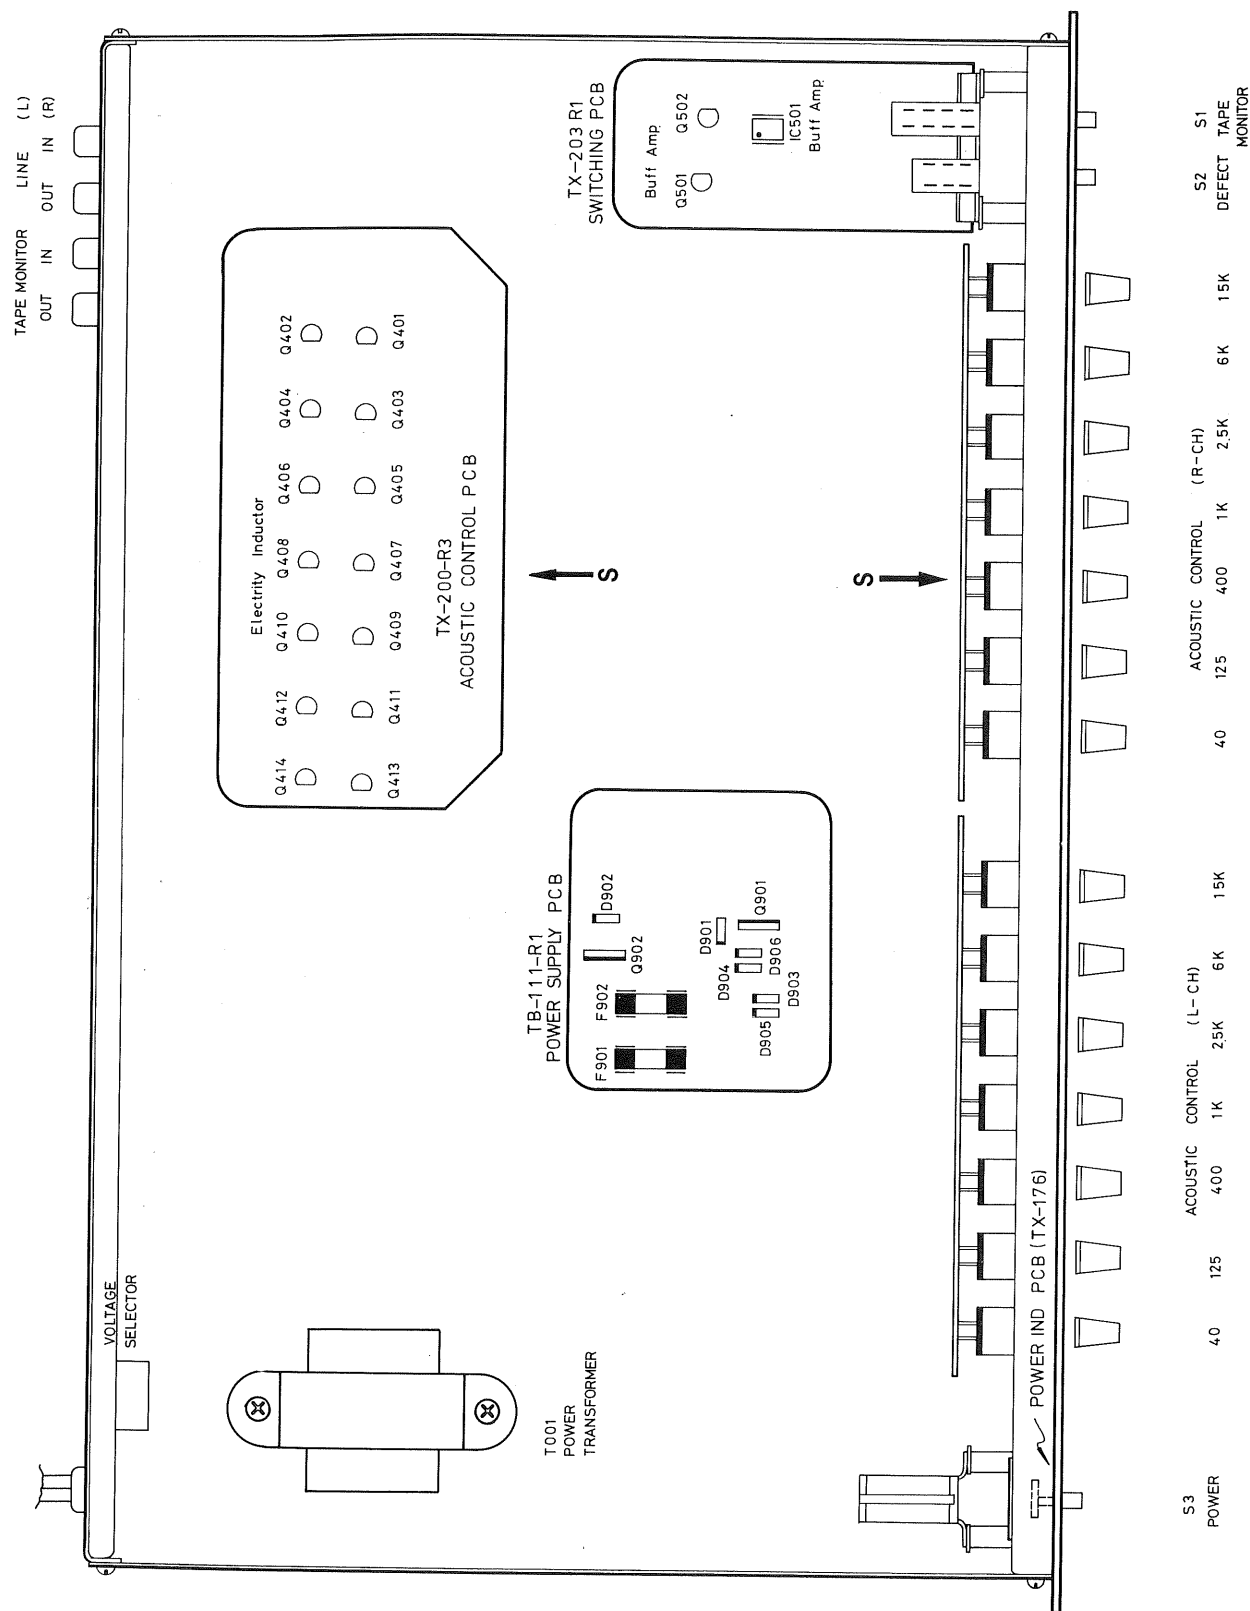 VOLTAGE
SELECTOR
TAPE MONITOR LINE (L)
OUT IN OUT IN (R)
T001
POWER
TRANSFORMER
TB-111-R1
POWER SUPPLY PCB
F901
F902
Q902
D902
D905
D903
D904
D906
D901
Q901
Electrity Inductor
Q414
Q412
Q410
Q408
Q406
Q404
Q402
Q413
Q411
Q409
Q407
Q405
Q403
Q401
TX-200-R3
ACOUSTIC CONTROL PCB
S
S
TX-203 R1
SWITCHING PCB
Buff Amp
Q501
Q502
IC501
Buff Amp
POWER IND PCB (TX-176)
S3
POWER
ACOUSTIC CONTROL (L-CH)
40 125 400 1K 2.5K 6K 15K
ACOUSTIC CONTROL (R-CH)
40 125 400 1K 2.5K 6K 15K
S2
DEFECT
S1
TAPE
MONITOR